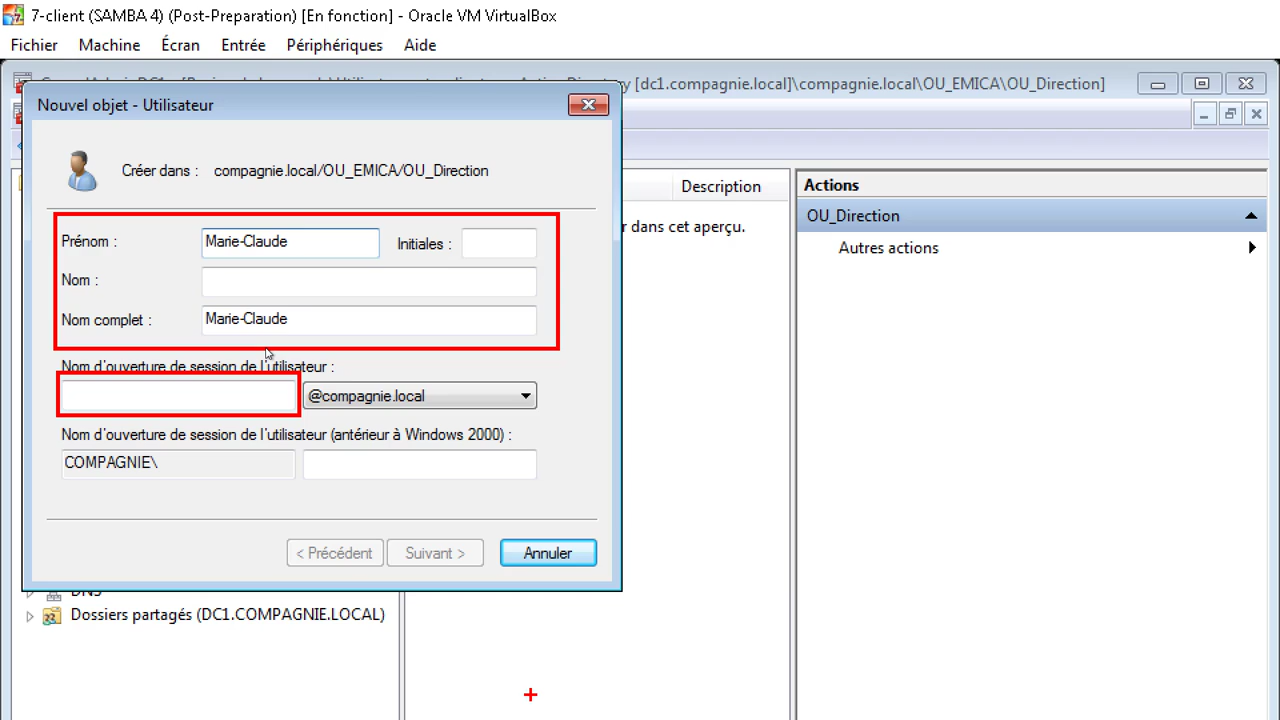 7-client (SAMBA 4) (Post-Preparation) [En fonction] - Oracle VM VirtualBox
Fichier Machine Écran Entrée Périphériques Aide
[dc1.compagnie.local]\compagnie.local\OU_EMICA\OU_Direction]
Nouvel objet - Utilisateur
Créer dans : compagnie.local/OU_EMICA/OU_Direction
Description
Actions
OU_Direction
dans cet aperçu.
Autres actions
Prénom : Marie-Claude Initiales :
Nom :
Nom complet : Marie-Claude
Nom d'ouverture de session de l'utilisateur :
@compagnie.local
Nom d'ouverture de session de l'utilisateur (antérieur à Windows 2000) :
COMPAGNIE\
< Précédent Suivant > Annuler
DNS
Dossiers partagés (DC1.COMPAGNIE.LOCAL)